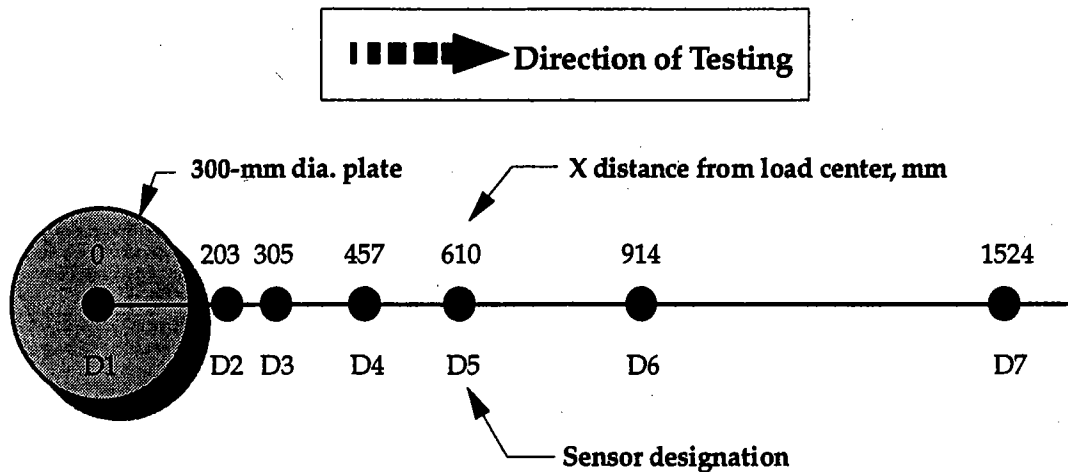 Direction of Testing
300-mm dia. plate
X distance from load center, mm
0 203 305 457 610 914 1524
D1 D2 D3 D4 D5 D6 D7
Sensor designation